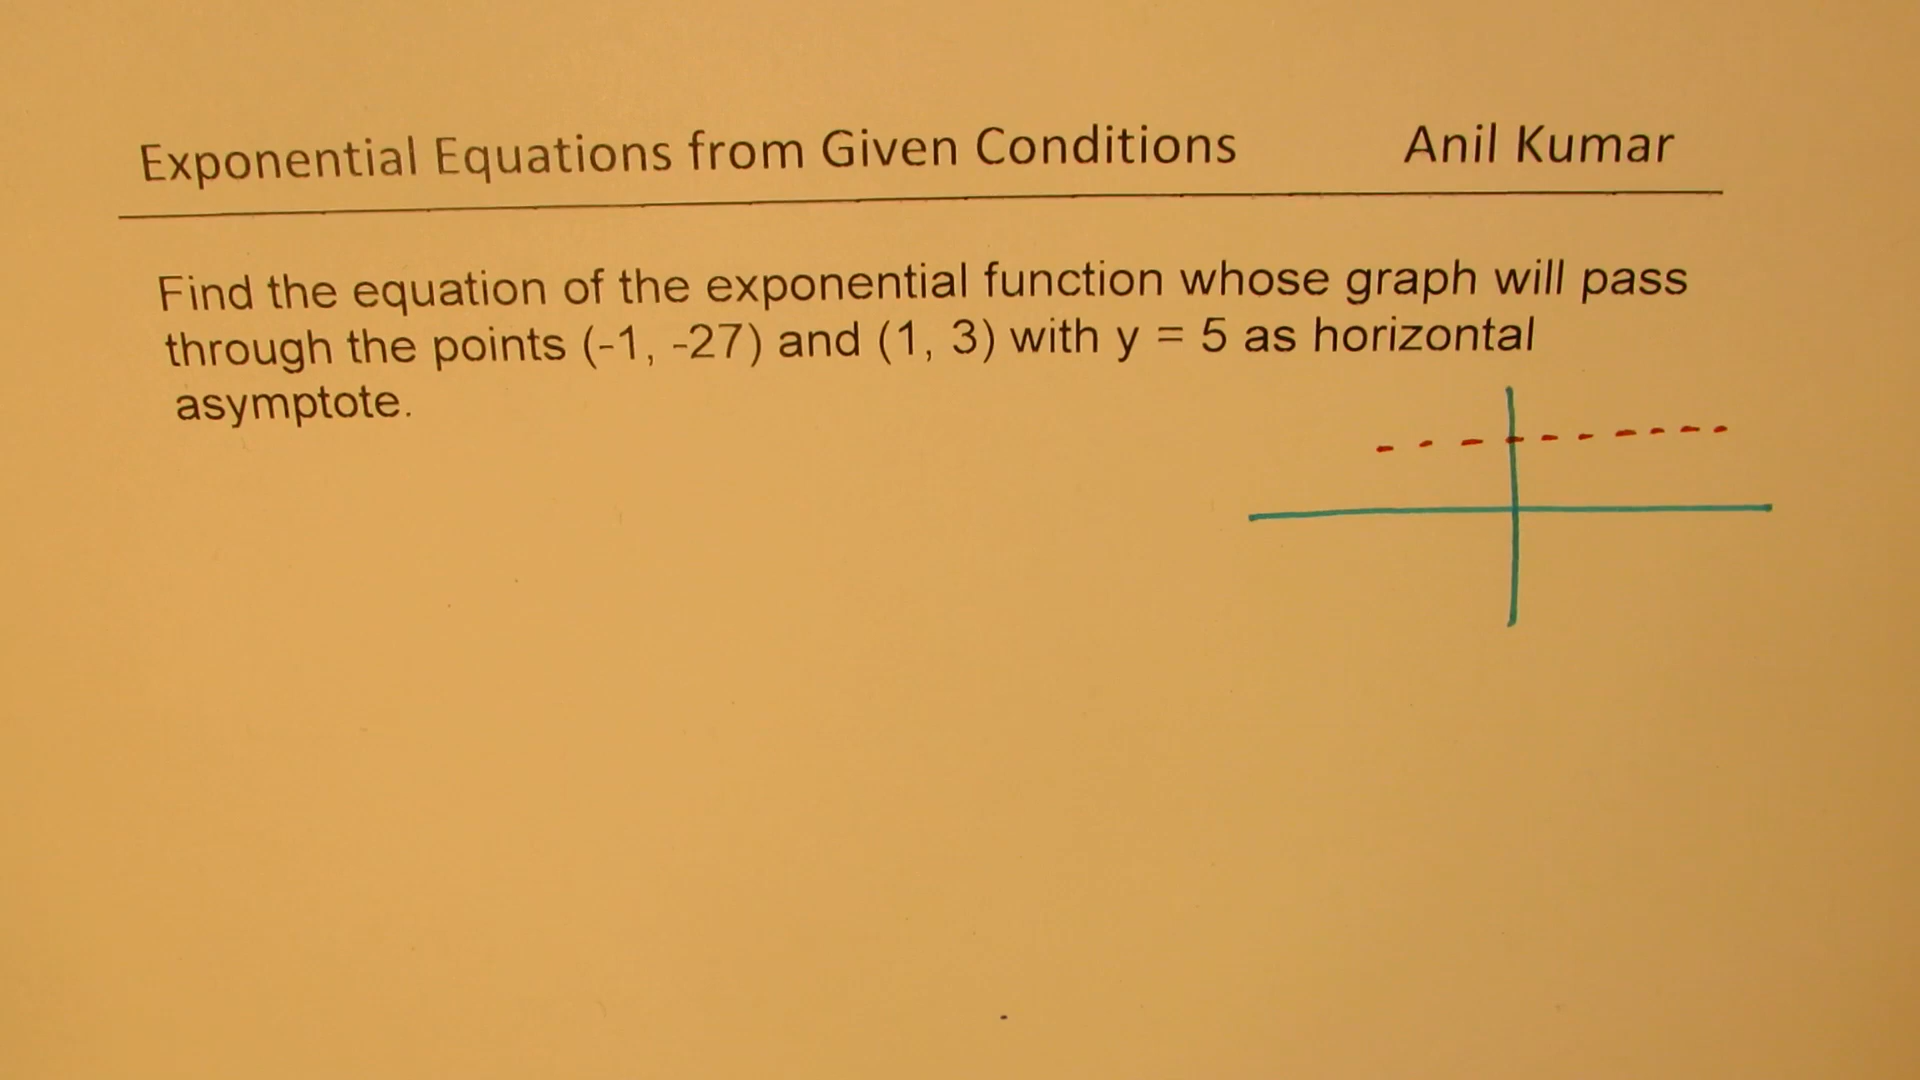 Exponential Equations from Given Conditions Anil Kumar
Find the equation of the exponential function whose graph will pass
through the points (-1, -27) and (1, 3) with y = 5 as horizontal
asymptote.